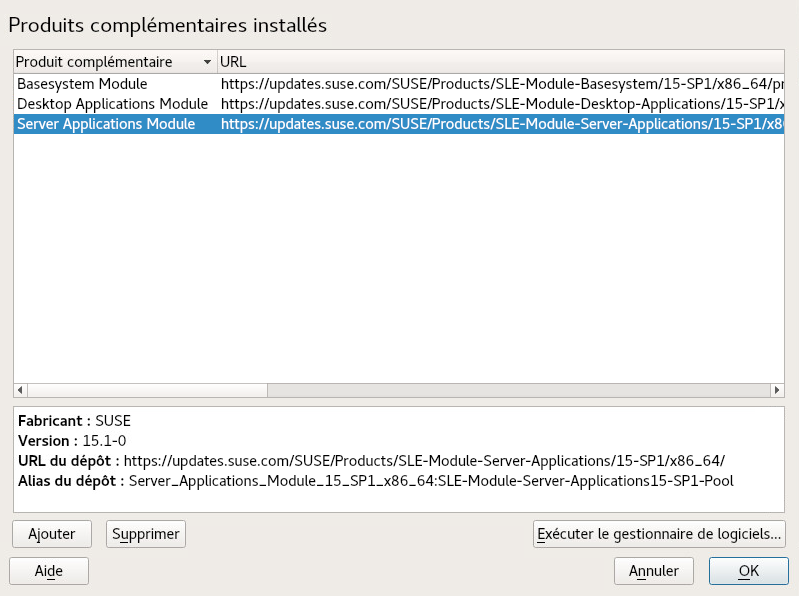 Produits complémentaires installés
Produit complémentaire URL
Basesystem Module https://updates.suse.com/SUSE/Products/SLE-Module-Basesystem/15-SP1/x86_64/pr
Desktop Applications Module https://updates.suse.com/SUSE/Products/SLE-Module-Desktop-Applications/15-SP1/x
Server Applications Module https://updates.suse.com/SUSE/Products/SLE-Module-Server-Applications/15-SP1/x86
Fabricant : SUSE
Version : 15.1-0
URL du dépôt : https://updates.suse.com/SUSE/Products/SLE-Module-Server-Applications/15-SP1/x86_64/
Alias du dépôt : Server_Applications_Module_15_SP1_x86_64:SLE-Module-Server-Applications15-SP1-Pool
Ajouter Supprimer Exécuter le gestionnaire de logiciels...
Aide Annuler OK